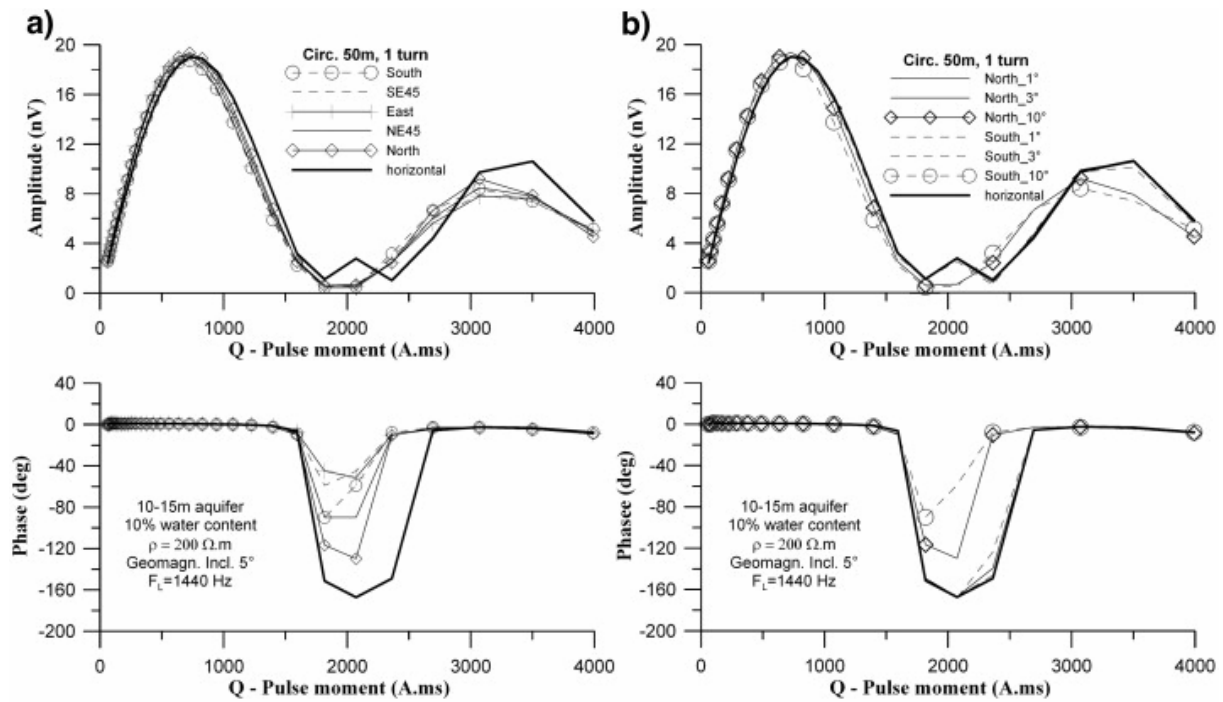 a)
Amplitude (nV)
20
16
12
8
4
0
Circ. 50m, 1 turn
South
SE45
East
NE45
North
horizontal
0 1000 2000 3000 4000
Q - Pulse moment (A.ms)
Phase (deg)
40
0
-40
-80
-120
-160
-200
10-15m aquifer
10% water content
ρ = 200 Ω.m
Geomagn. Incl. 5°
F_L=1440 Hz
0 1000 2000 3000 4000
Q - Pulse moment (A.ms)
b)
Amplitude (nV)
20
16
12
8
4
0
Circ. 50m, 1 turn
North_1°
North_3°
North_10°
South_1°
South_3°
South_10°
horizontal
0 1000 2000 3000 4000
Q - Pulse moment (A.ms)
Phasee (deg)
40
0
-40
-80
-120
-160
-200
10-15m aquifer
10% water content
ρ = 200 Ω.m
Geomagn. Incl. 5°
F_L=1440 Hz
0 1000 2000 3000 4000
Q - Pulse moment (A.ms)